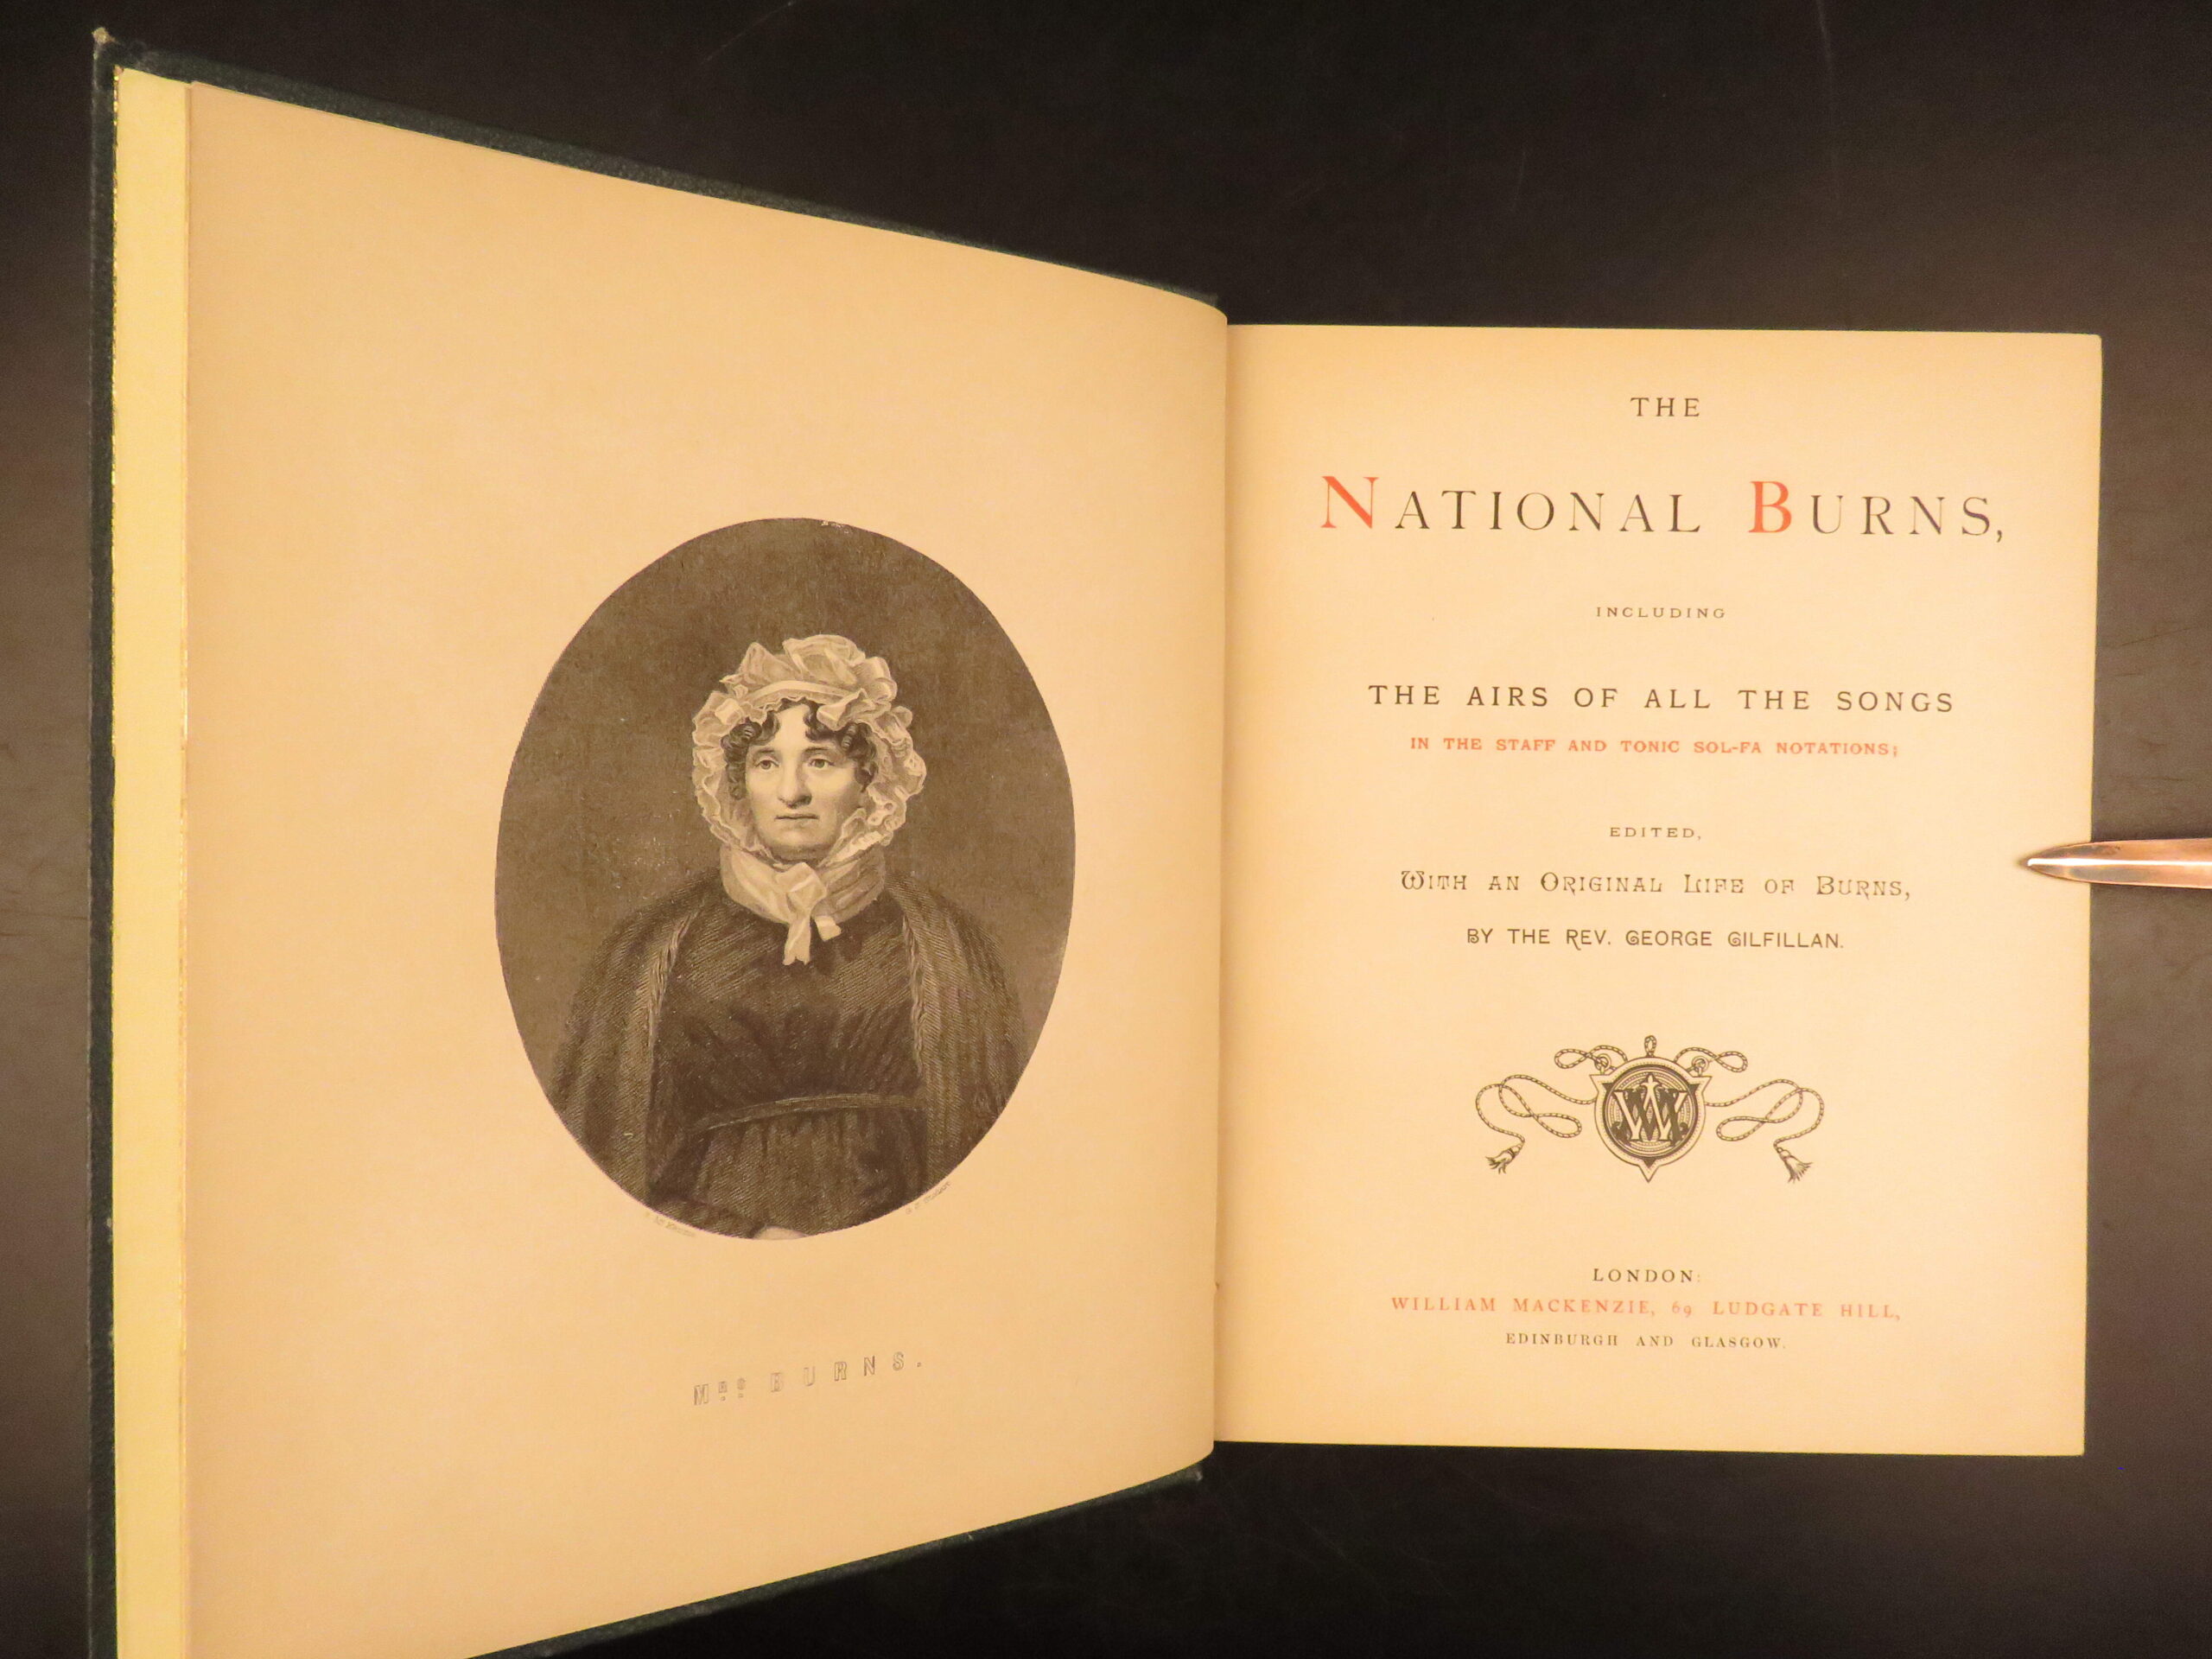 MRS BURNS.
THE
NATIONAL BURNS,
INCLUDING
THE AIRS OF ALL THE SONGS
IN THE STAFF AND TONIC SOL-FA NOTATIONS;
EDITED,
WITH AN ORIGINAL LIFE OF BURNS,
BY THE REV. GEORGE GILFILLAN.
LONDON:
WILLIAM MACKENZIE, 69 LUDGATE HILL,
EDINBURGH AND GLASGOW.